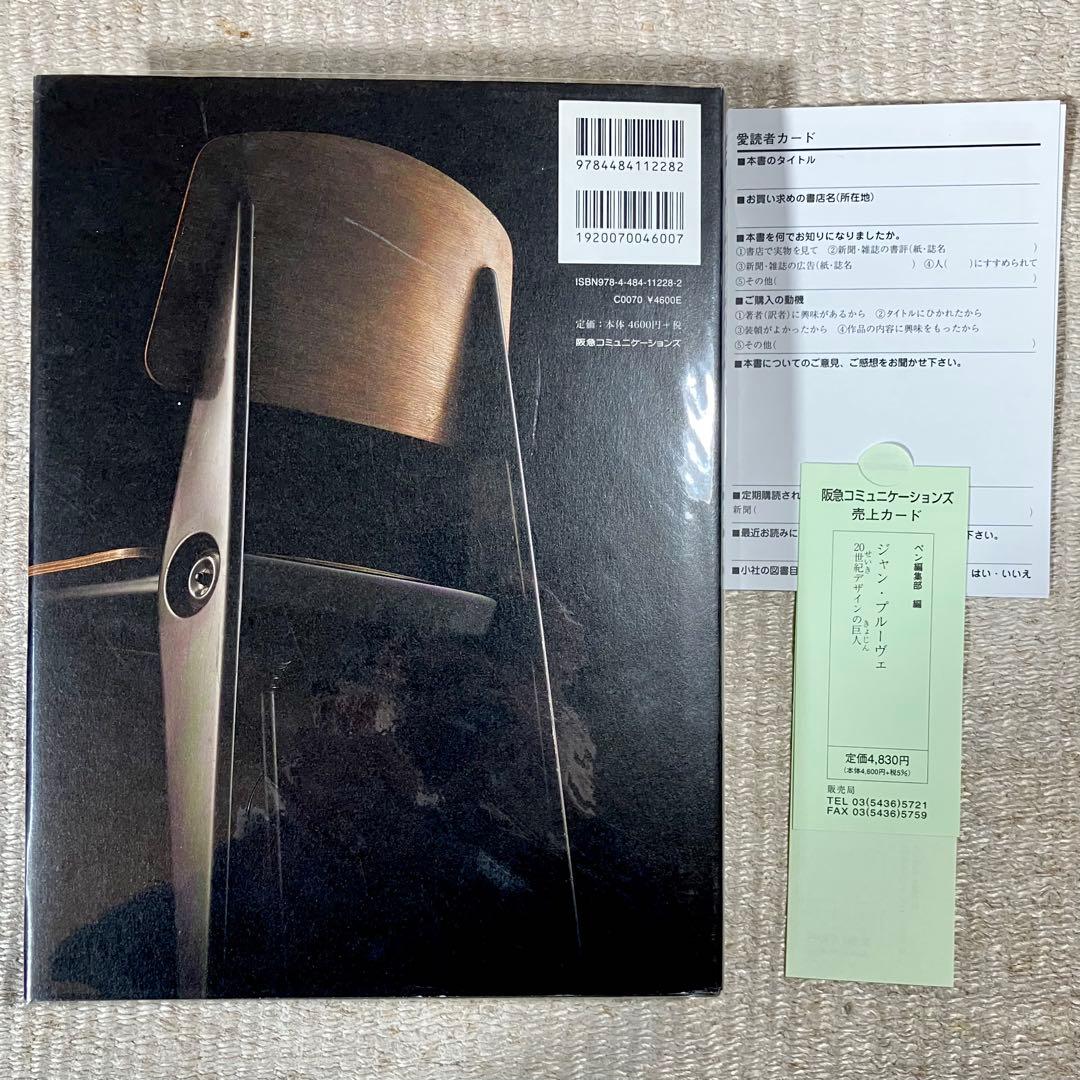 9784484112282
1920070046007
ISBN978-4-484-11228-2
C0070 ¥4600E
定価：本体 4600円＋税
阪急コミュニケーションズ
愛読者カード
■本書のタイトル
■お買い求めの書店名(所在地)
■本書を何でお知りになりましたか。
①書店で実物を見て ②新聞・雑誌の書評(紙・誌名 )
③新聞・雑誌の広告(紙・誌名 ) ④人( )にすすめられて
⑤その他( )
■ご購入の動機
①著者(訳者)に興味があるから ②タイトルにひかれたから
③装幀がよかったから ④作品の内容に興味をもったから
⑤その他( )
■本書についてのご意見、ご感想をお聞かせ下さい。
■定期購読され
新聞( )
■最近お読みに 下さい。
■小社の図書目 はい・いいえ
阪急コミュニケーションズ
売上カード
ペン編集部 編
ジャン・プルーヴェ
せいき きょじん
20世紀デザインの巨人
定価4,830円
(本体4,600円+税5%)
販売局
TEL 03(5436)5721
FAX 03(5436)5759